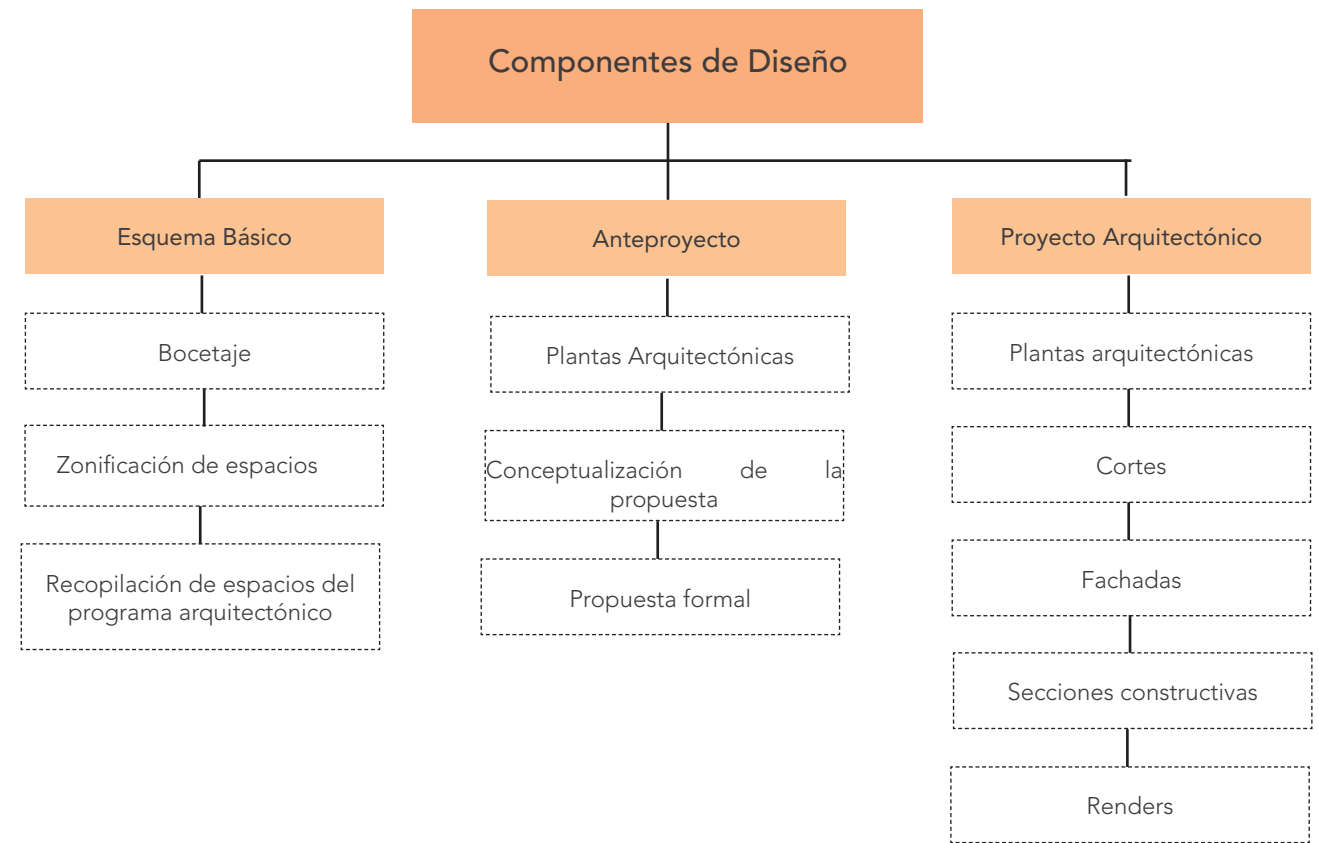 Componentes de Diseño
Esquema Básico
Bocetaje
Zonificación de espacios
Recopilación de espacios del
programa arquitectónico
Anteproyecto
Plantas Arquitectónicas
Conceptualización de la
propuesta
Propuesta formal
Proyecto Arquitectónico
Plantas arquitectónicas
Cortes
Fachadas
Secciones constructivas
Renders